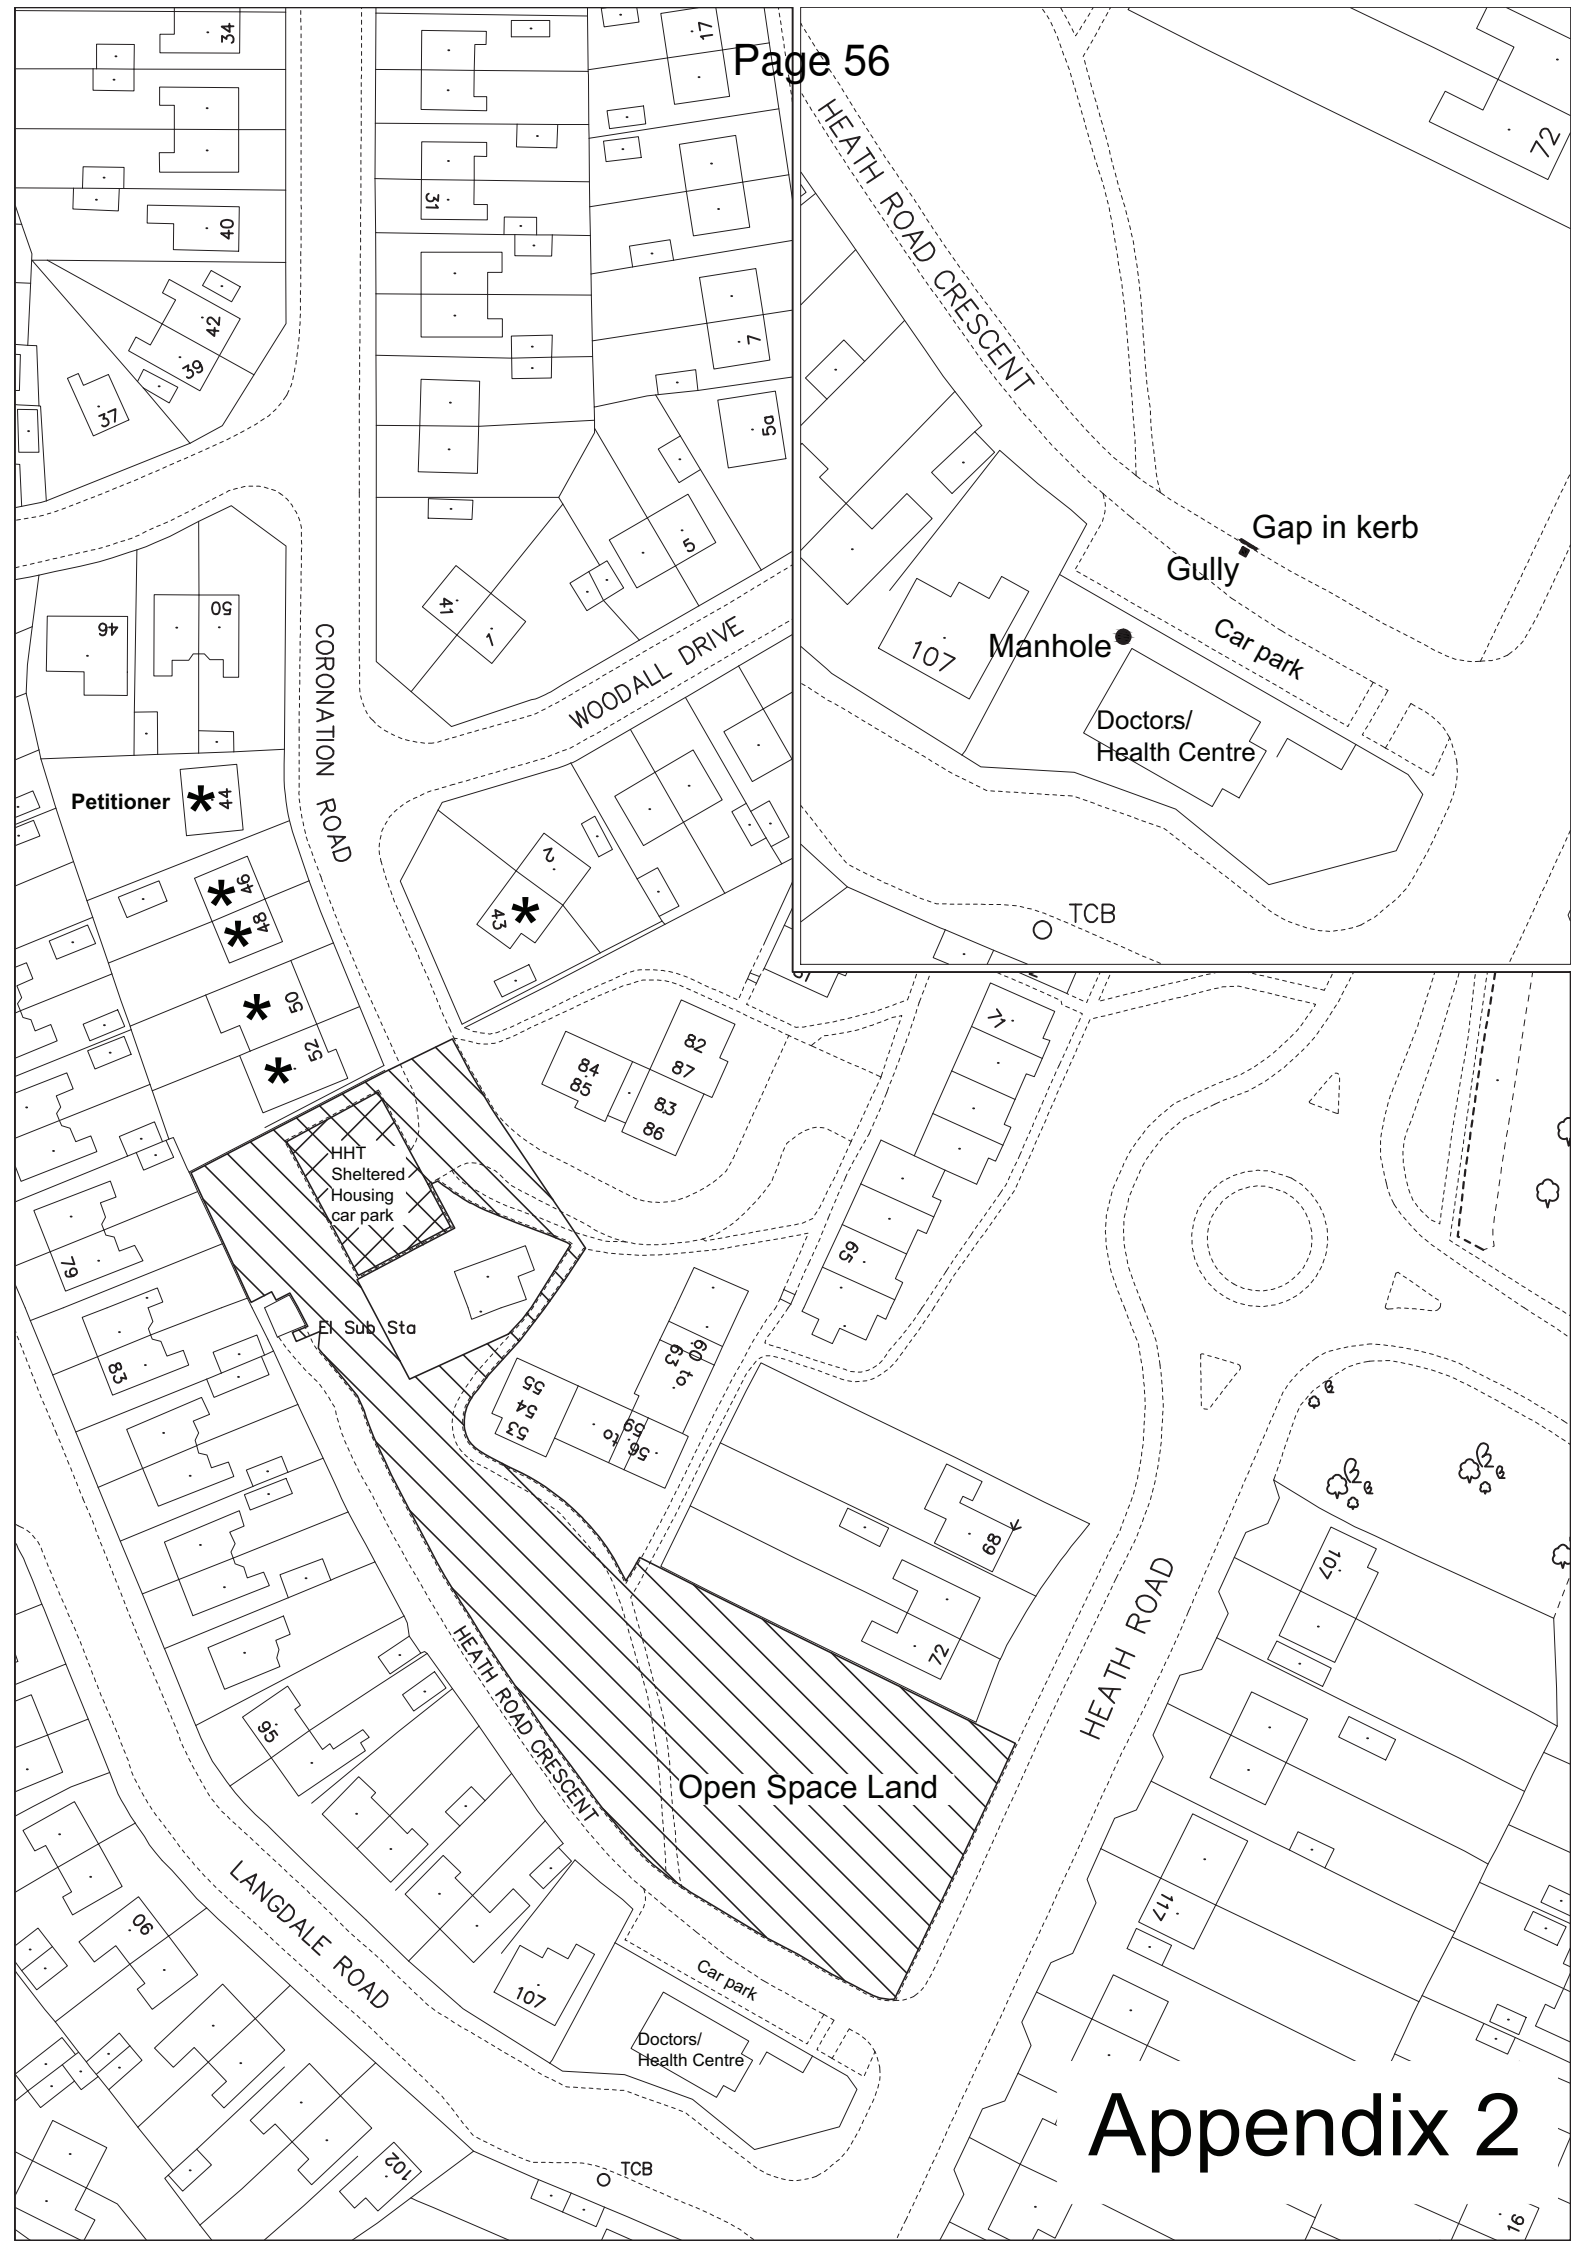 Page 56
34
17
HEATH ROAD CRESCENT
72
31
40
42
39
37
7
5a
5
Gap in kerb
Gully
41
1
46
50
CORONATION ROAD
WOODALL DRIVE
Manhole
107
Car park
Doctors/
Health Centre
Petitioner
* 44
* 46
* 48
2
43 *
TCB
* 50
* 52
71
82
87
84
85
83
86
HHT
Sheltered
Housing
car park
65
79
El Sub Sta
83
60 to
63
55
54
53
56
to
59
68
107
72
HEATH ROAD
HEATH ROAD CRESCENT
95
Open Space Land
LANGDALE ROAD
90
117
107
Car park
Doctors/
Health Centre
Appendix 2
102
TCB
16